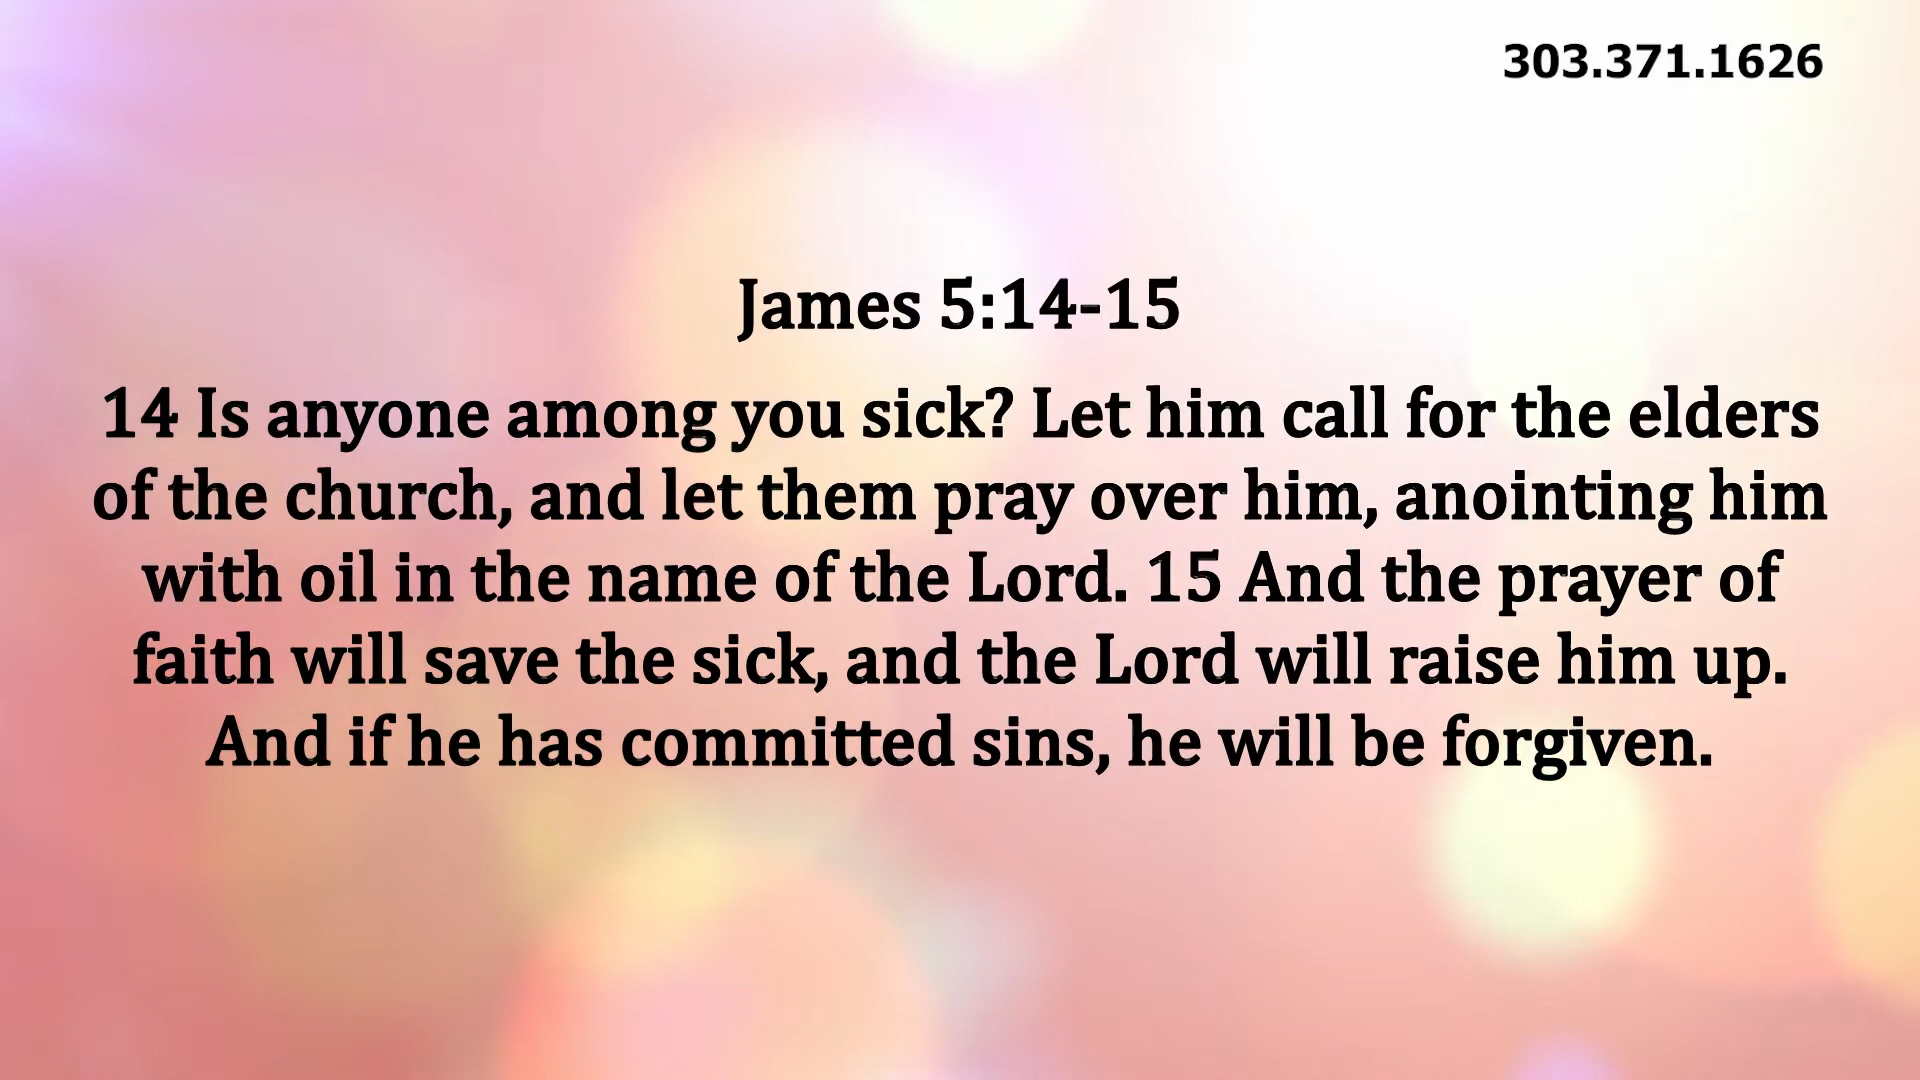 303.371.1626
James 5:14-15
14 Is anyone among you sick? Let him call for the elders
of the church, and let them pray over him, anointing him
with oil in the name of the Lord. 15 And the prayer of
faith will save the sick, and the Lord will raise him up.
And if he has committed sins, he will be forgiven.